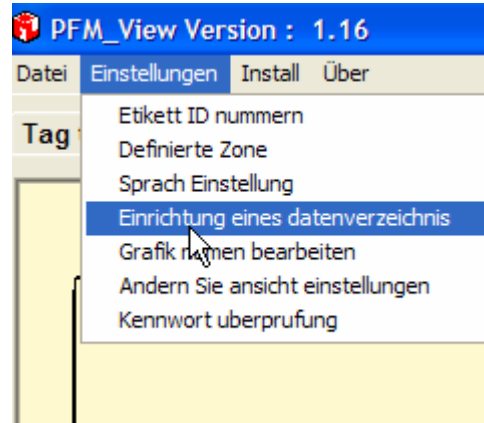 PFM_View Version : 1.16
Datei Einstellungen Install Über
Etikett ID nummern
Tag
Definierte Zone
Sprach Einstellung
Einrichtung eines datenverzeichnis
Grafik namen bearbeiten
Andern Sie ansicht einstellungen
Kennwort uberprufung